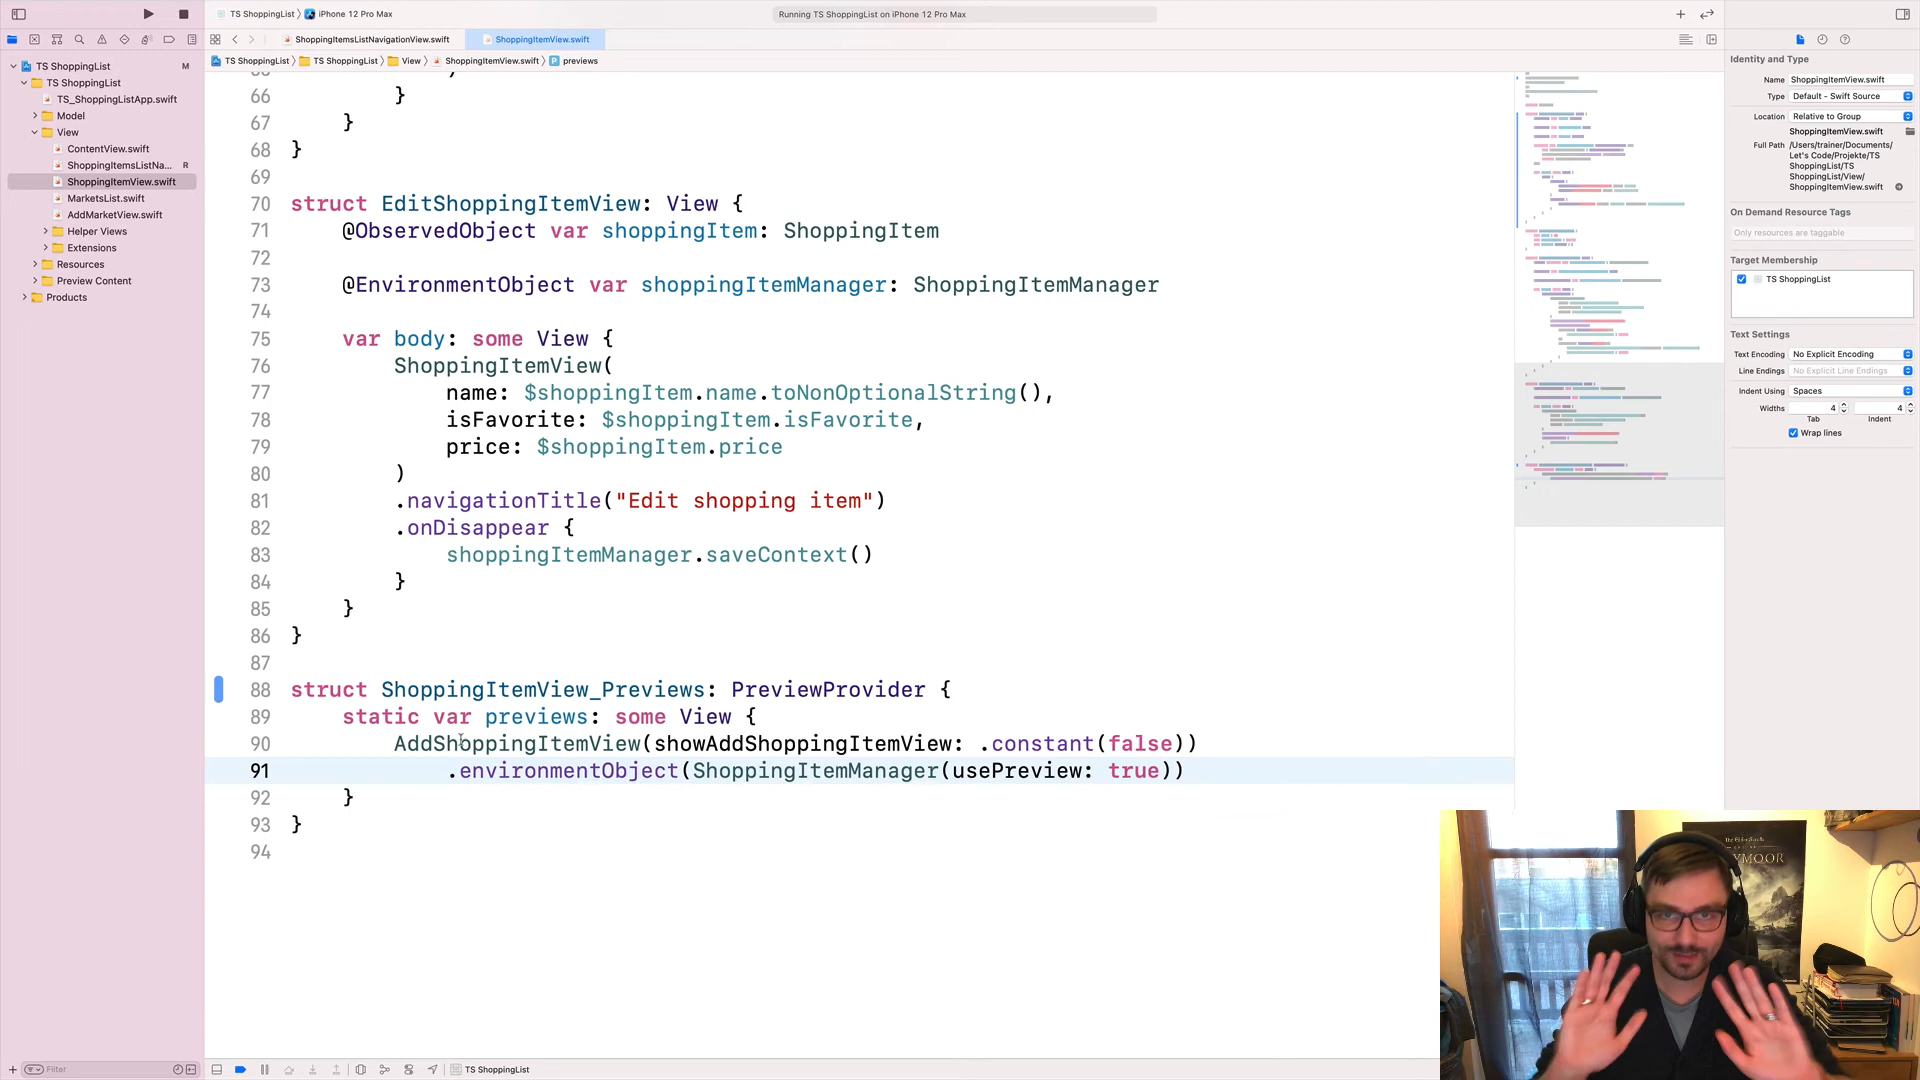 TS ShoppingList
iPhone 12 Pro Max
Running TS ShoppingList on iPhone 12 Pro Max
ShoppingItemsListNavigationView.swift
ShoppingItemView.swift
TS ShoppingList
TS ShoppingList
View
ShoppingItemView.swift
P
previews
TS ShoppingList
M
TS ShoppingList
TS_ShoppingListApp.swift
Model
View
ContentView.swift
ShoppingItemsListNa...
R
ShoppingItemView.swift
MarketsList.swift
AddMarketView.swift
Helper Views
Extensions
Resources
Preview Content
Products
Filter
66 }
67 }
68 }
69
70 struct EditShoppingItemView: View {
71 @ObservedObject var shoppingItem: ShoppingItem
72
73 @EnvironmentObject var shoppingItemManager: ShoppingItemManager
74
75 var body: some View {
76 ShoppingItemView(
77 name: $shoppingItem.name.toNonOptionalString(),
78 isFavorite: $shoppingItem.isFavorite,
79 price: $shoppingItem.price
80 )
81 .navigationTitle("Edit shopping item")
82 .onDisappear {
83 shoppingItemManager.saveContext()
84 }
85 }
86 }
87
88 struct ShoppingItemView_Previews: PreviewProvider {
89 static var previews: some View {
90 AddShoppingItemView(showAddShoppingItemView: .constant(false))
91 .environmentObject(ShoppingItemManager(usePreview: true))
92 }
93 }
94
TS ShoppingList
Identity and Type
Name ShoppingItemView.swift
Type Default - Swift Source
Location Relative to Group
ShoppingItemView.swift
Full Path /Users/trainer/Documents/
Let's Code/Projekte/TS
ShoppingList/TS
ShoppingList/View/
ShoppingItemView.swift
On Demand Resource Tags
Only resources are taggable
Target Membership
TS ShoppingList
Text Settings
Text Encoding No Explicit Encoding
Line Endings No Explicit Line Endings
Indent Using Spaces
Widths 4 4
Tab Indent
Wrap lines
The Elder Scrolls